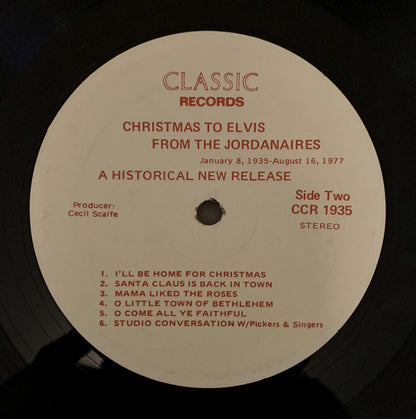 CLASSIC
RECORDS
CHRISTMAS TO ELVIS
FROM THE JORDANAIRES
January 8, 1935-August 16, 1977
A HISTORICAL NEW RELEASE
Side Two
CCR 1935
STEREO
Producer:
Cecil Scaife
1. I'LL BE HOME FOR CHRISTMAS
2. SANTA CLAUS IS BACK IN TOWN
3. MAMA LIKED THE ROSES
4. O LITTLE TOWN OF BETHLEHEM
5. O COME ALL YE FAITHFUL
6. STUDIO CONVERSATION W/Pickers & Singers